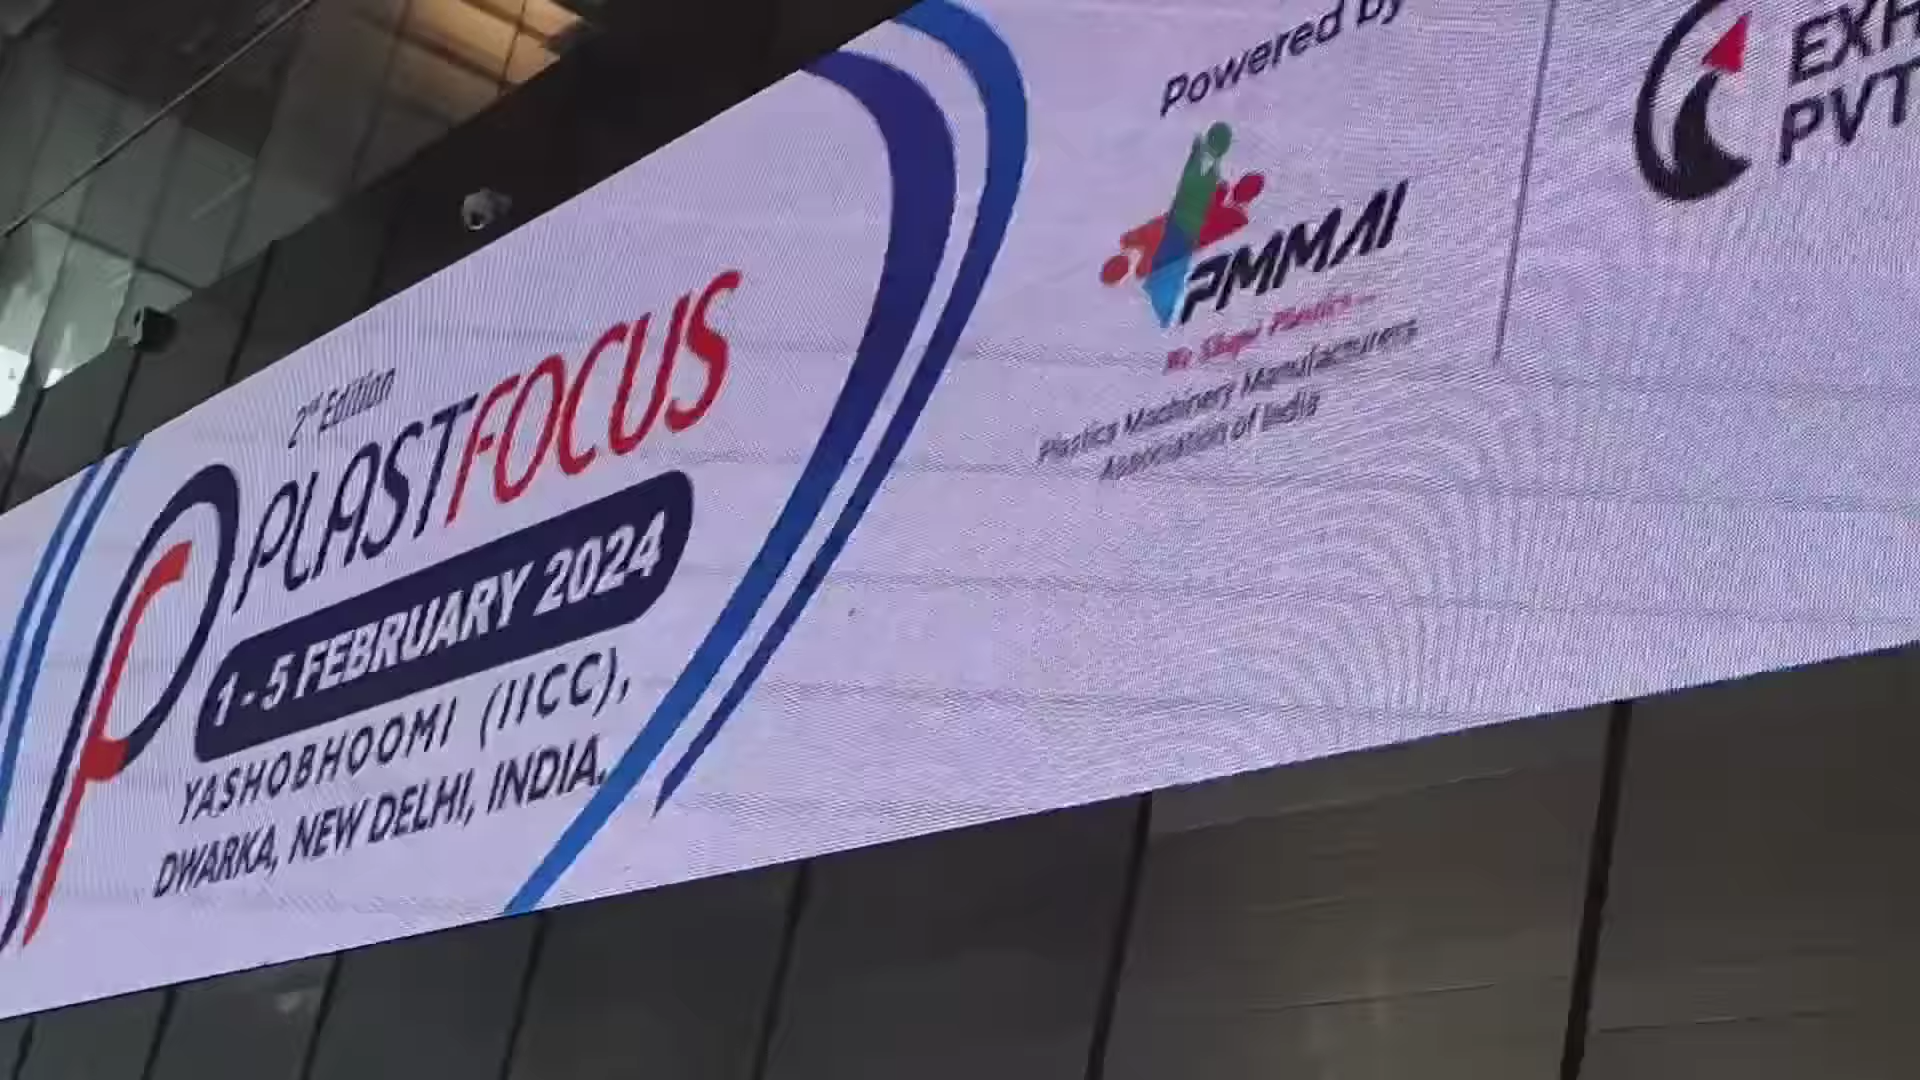 2nd Edition
PLASTFOCUS
1 - 5 FEBRUARY 2024
YASHOBHOOMI (IICC),
DWARKA, NEW DELHI, INDIA.
Powered by
PMMAI
We Shape Plastics...
Plastics Machinery Manufacturers
Association of India
EXH
PVT